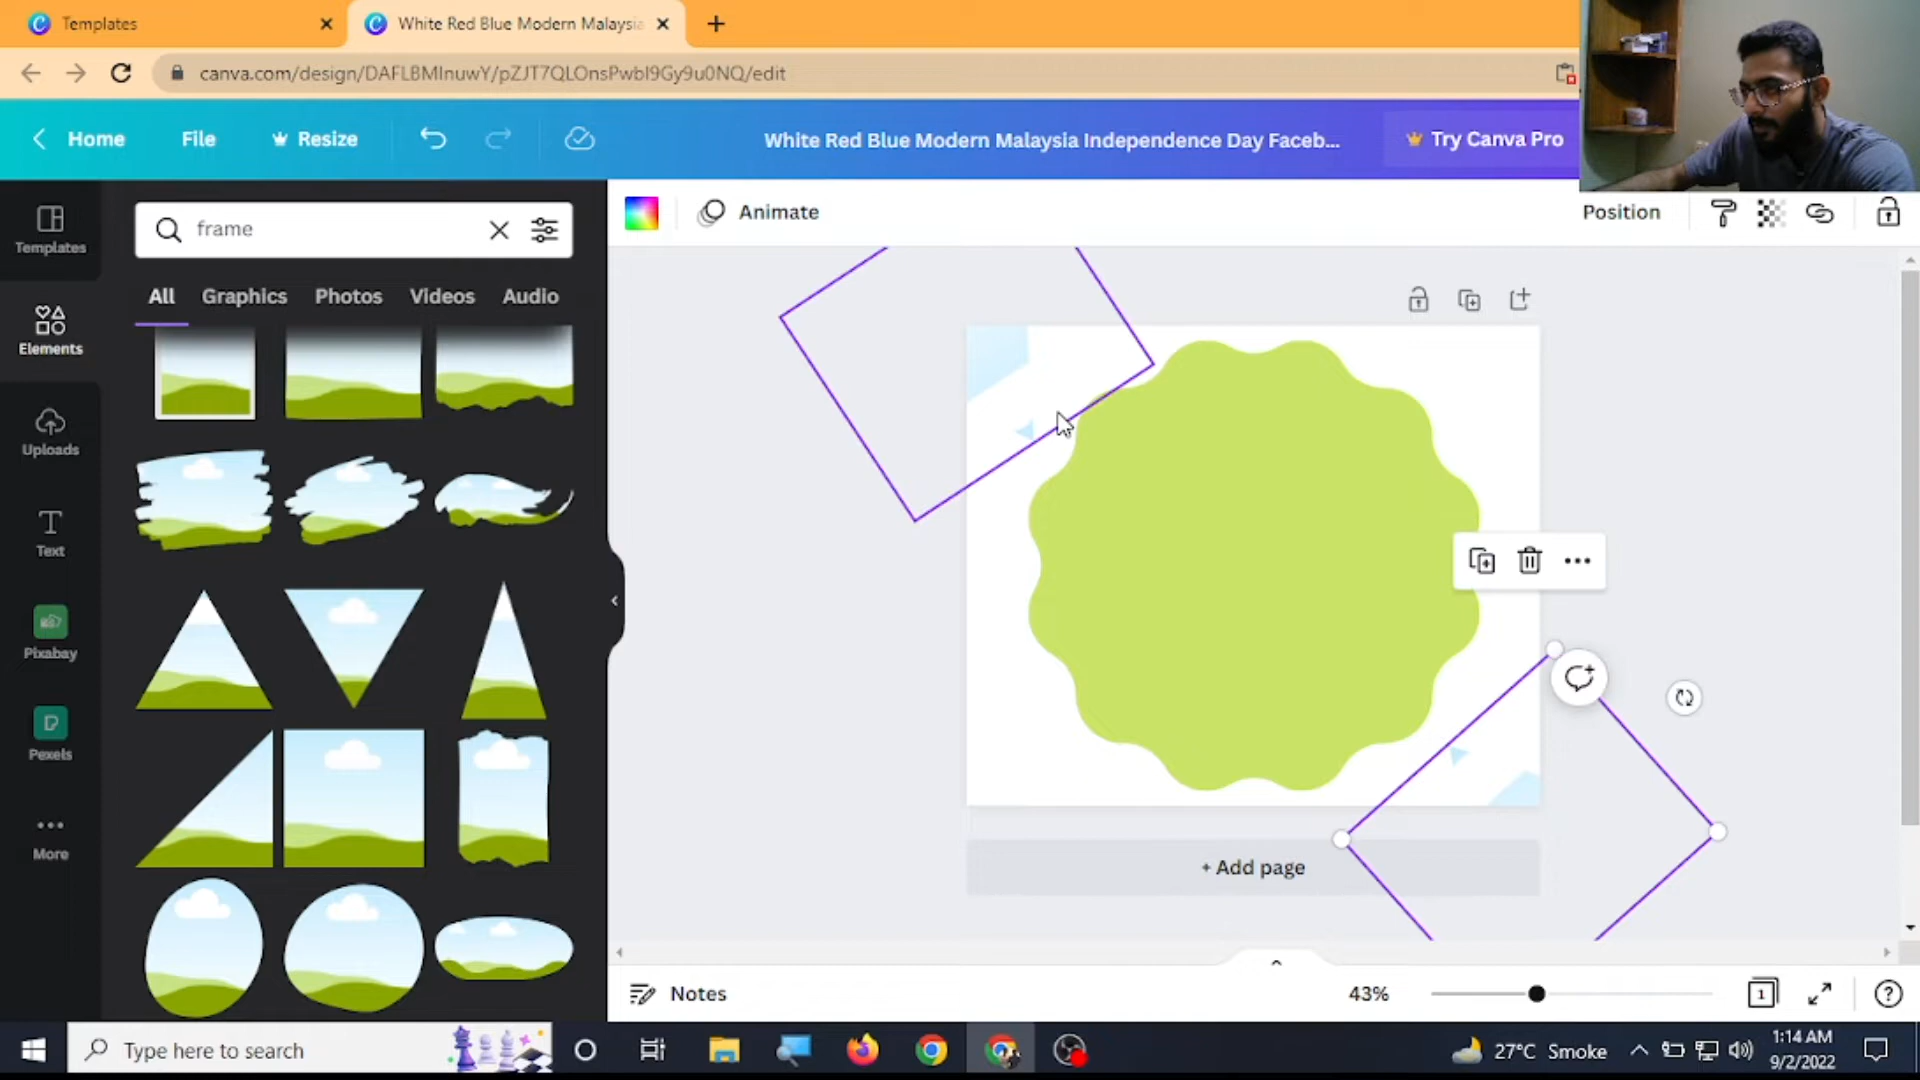 Templates
White Red Blue Modern Malaysia
canva.com/design/DAFLBMInuwY/pZJT7QLOnsPwbI9Gy9u0NQ/edit
Home
File
Resize
White Red Blue Modern Malaysia Independence Day Faceb...
Try Canva Pro
Templates
Elements
Uploads
Text
Pixabay
Pexels
More
frame
All
Graphics
Photos
Videos
Audio
Animate
Position
+ Add page
Notes
43%
1
Type here to search
27°C Smoke
1:14 AM
9/2/2022